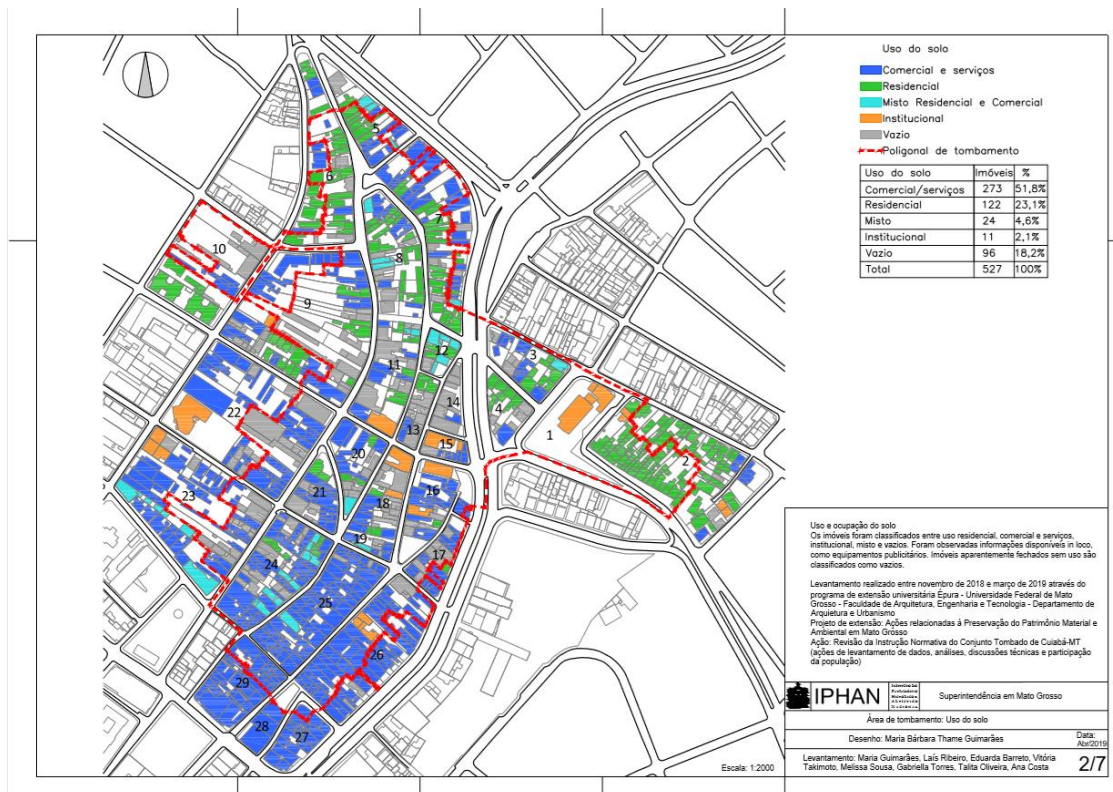 Uso do solo
Comercial e serviços
Residencial
Misto Residencial e Comercial
Institucional
Vazio
Poligonal de tombamento
Uso do solo Imóveis %
Comercial/serviços 273 51,8%
Residencial 122 23,1%
Misto 24 4,6%
Institucional 11 2,1%
Vazio 96 18,2%
Total 527 100%
5
6
7
10
8
9
3
12
11
14
4
22
13
1
15
2
20
23
21
16
18
19
17
24
25
26
29
28
27
Uso e ocupação do solo
Os imóveis foram classificados entre uso residencial, comercial e serviços,
institucional, misto e vazios. Foram observadas informações disponíveis in loco,
como equipamentos publicitários. Imóveis aparentemente fechados sem uso são
classificados como vazios.
Levantamento realizado entre novembro de 2018 e março de 2019 através do
programa de extensão universitária Épura - Universidade Federal de Mato
Grosso - Faculdade de Arquitetura, Engenharia e Tecnologia - Departamento de
Arquietura e Urbanismo
Projeto de extensão: Ações relacionadas à Preservação do Patrimônio Material e
Ambiental em Mato Grosso
Ação: Revisão da Instrução Normativa do Conjunto Tombado de Cuiabá-MT
(ações de levantamento de dados, análises, discussões técnicas e participação
da população)
IPHAN
Superintendência em Mato Grosso
Área de tombamento: Uso do solo
Desenho: Maria Bárbara Thame Guimarães
Data:
Abr/2019
Levantamento: Maria Guimarães, Laís Ribeiro, Eduarda Barreto, Vitória
Takimoto, Melissa Sousa, Gabriella Torres, Talita Oliveira, Ana Costa
2/7
Escala: 1:2000